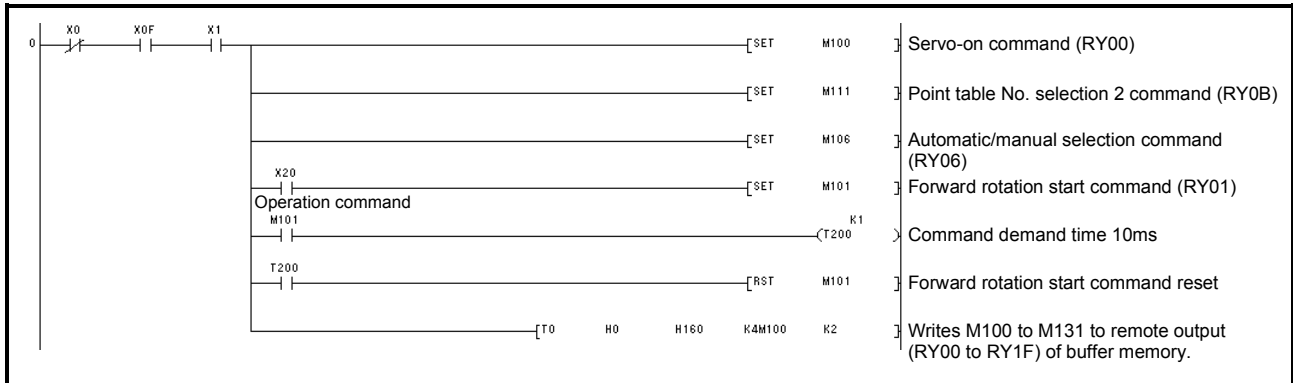 X0 X0F X1
0 [SET M100 ] Servo-on command (RY00)
[SET M111 ] Point table No. selection 2 command (RY0B)
[SET M106 ] Automatic/manual selection command
(RY06)
X20
[SET M101 ] Forward rotation start command (RY01)
Operation command
M101 K1
(T200 ) Command demand time 10ms
T200
[RST M101 ] Forward rotation start command reset
[TO H0 H160 K4M100 K2 ] Writes M100 to M131 to remote output
(RY00 to RY1F) of buffer memory.